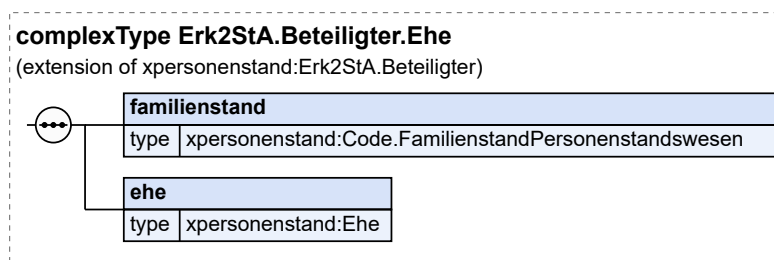 complexType Erk2StA.Beteiligter.Ehe
(extension of xpersonenstand:Erk2StA.Beteiligter)
familienstand
type xpersonenstand:Code.FamilienstandPersonenstandswesen
ehe
type xpersonenstand:Ehe